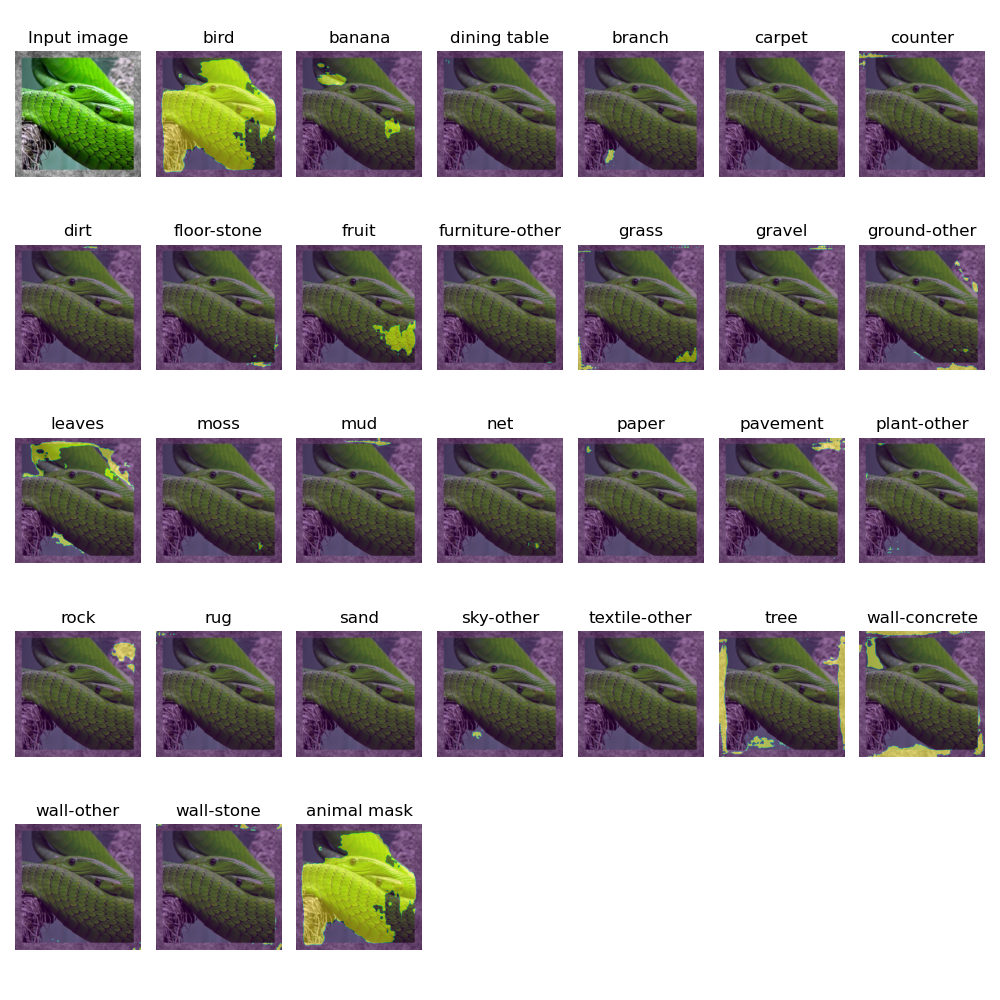 Input image
bird
banana
dining table
branch
carpet
counter
dirt
floor-stone
fruit
furniture-other
grass
gravel
ground-other
leaves
moss
mud
net
paper
pavement
plant-other
rock
rug
sand
sky-other
textile-other
tree
wall-concrete
wall-other
wall-stone
animal mask